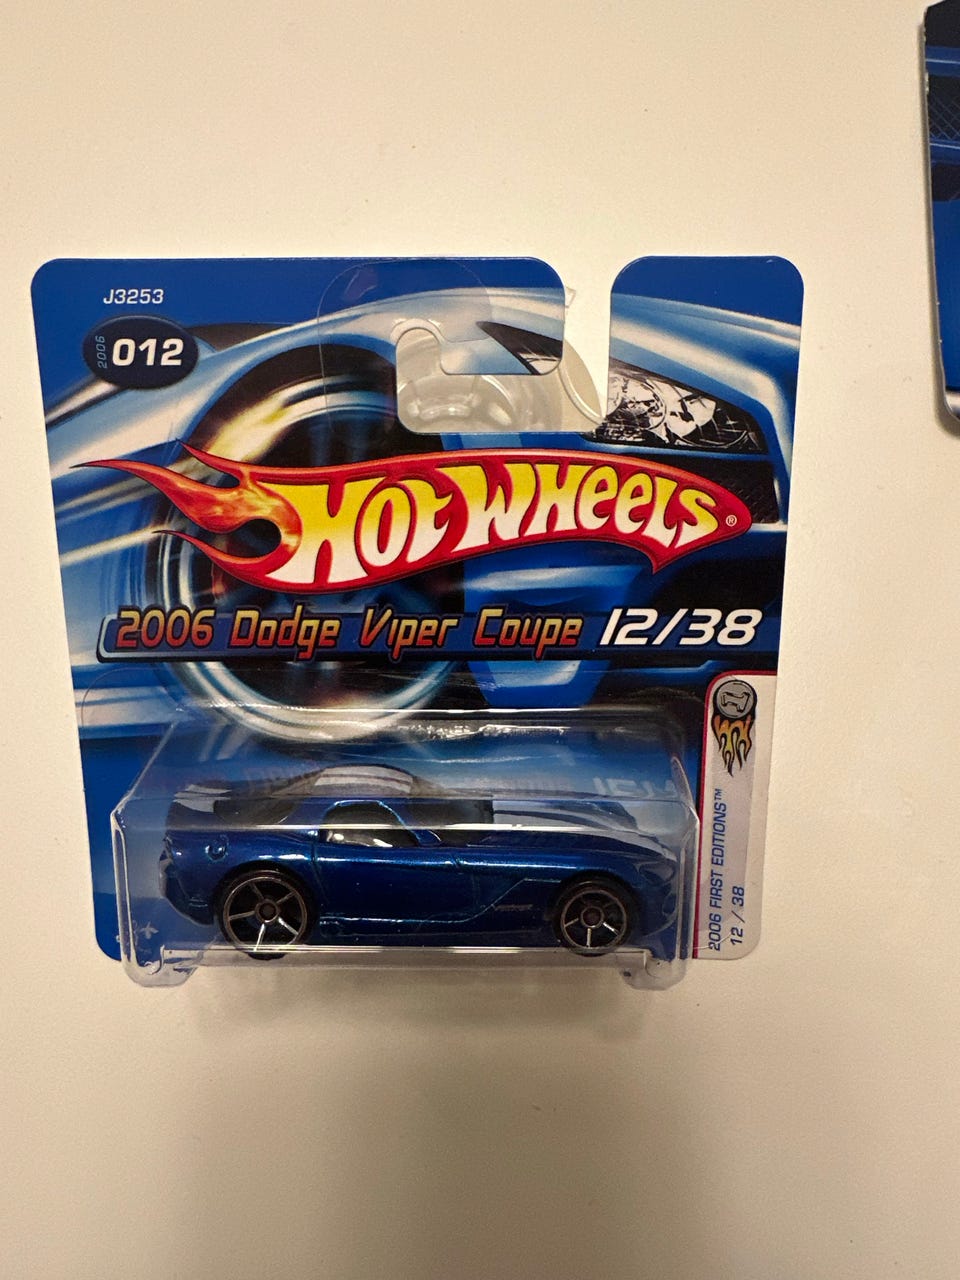 J3253
2006 012
HOT WHEELS®
2006 Dodge Viper Coupe 12/38
2006 FIRST EDITIONS™
12 / 38